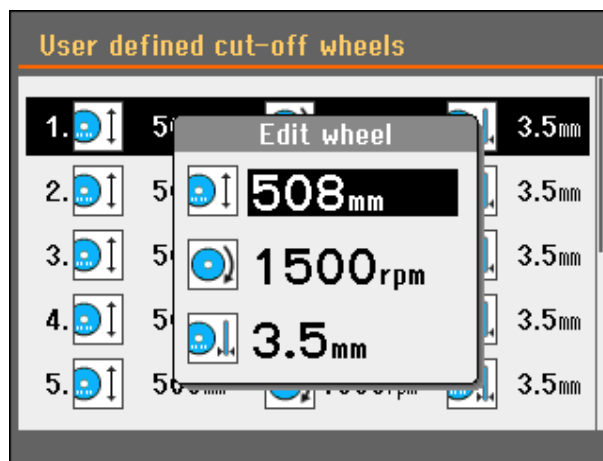 User defined cut-off wheels
1. 3.5mm
Edit wheel
2. 508mm 3.5mm
3. 1500rpm 3.5mm
4. 3.5mm 3.5mm
5. 3.5mm